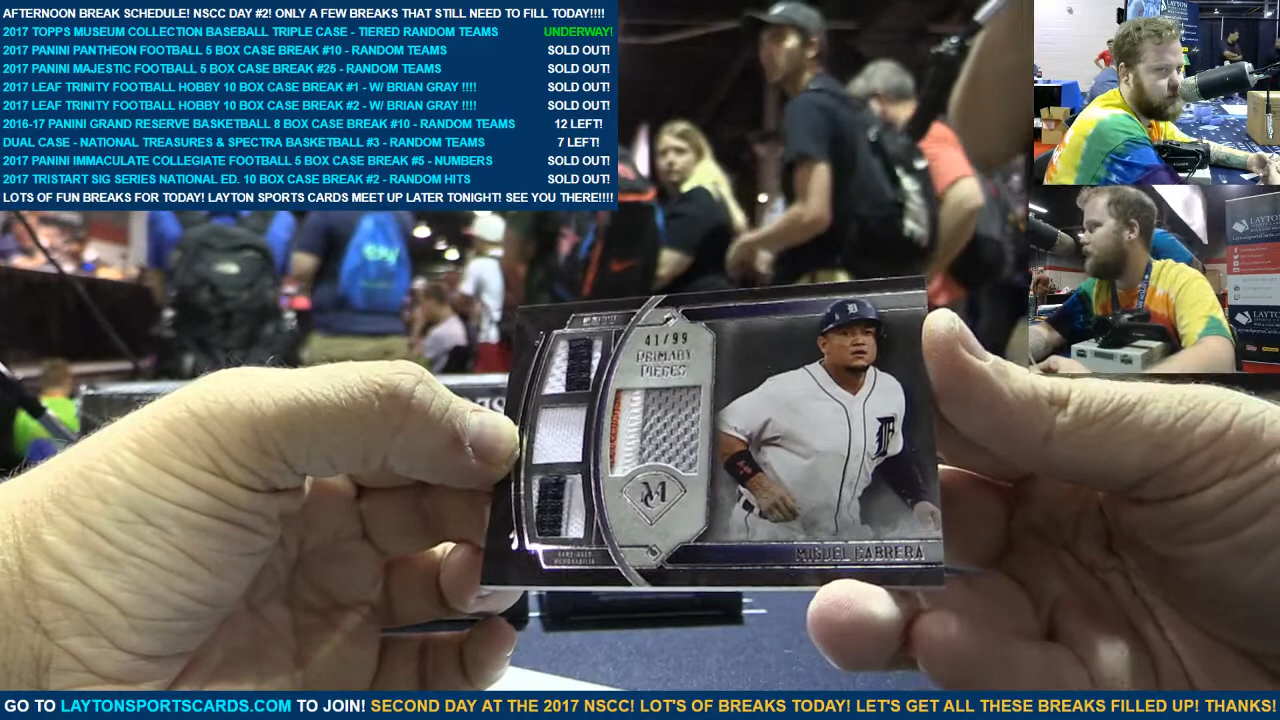 AFTERNOON BREAK SCHEDULE! NSCC DAY #2! ONLY A FEW BREAKS THAT STILL NEED TO FILL TODAY!!!!
2017 TOPPS MUSEUM COLLECTION BASEBALL TRIPLE CASE - TIERED RANDOM TEAMS UNDERWAY!
2017 PANINI PANTHEON FOOTBALL 5 BOX CASE BREAK #10 - RANDOM TEAMS SOLD OUT!
2017 PANINI MAJESTIC FOOTBALL 5 BOX CASE BREAK #25 - RANDOM TEAMS SOLD OUT!
2017 LEAF TRINITY FOOTBALL HOBBY 10 BOX CASE BREAK #1 - W/ BRIAN GRAY !!!! SOLD OUT!
2017 LEAF TRINITY FOOTBALL HOBBY 10 BOX CASE BREAK #2 - W/ BRIAN GRAY !!!! SOLD OUT!
2016-17 PANINI GRAND RESERVE BASKETBALL 8 BOX CASE BREAK #10 - RANDOM TEAMS 12 LEFT!
DUAL CASE - NATIONAL TREASURES & SPECTRA BASKETBALL #3 - RANDOM TEAMS 7 LEFT!
2017 PANINI IMMACULATE COLLEGIATE FOOTBALL 5 BOX CASE BREAK #5 - NUMBERS SOLD OUT!
2017 TRISTART SIG SERIES NATIONAL ED. 10 BOX CASE BREAK #2 - RANDOM HITS SOLD OUT!
LOTS OF FUN BREAKS FOR TODAY! LAYTON SPORTS CARDS MEET UP LATER TONIGHT! SEE YOU THERE!!!!
41/99
PRIMARY
PIECES
MC
MIGUEL CABRERA
LAYTON
GO TO LAYTONSPORTSCARDS.COM TO JOIN! SECOND DAY AT THE 2017 NSCC! LOT'S OF BREAKS TODAY! LET'S GET ALL THESE BREAKS FILLED UP! THANKS!